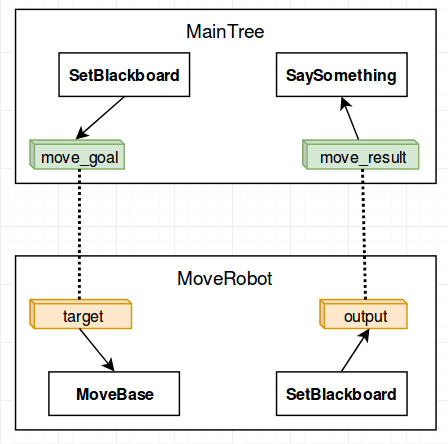 MainTree
SetBlackboard
SaySomething
move_goal
move_result
MoveRobot
target
output
MoveBase
SetBlackboard